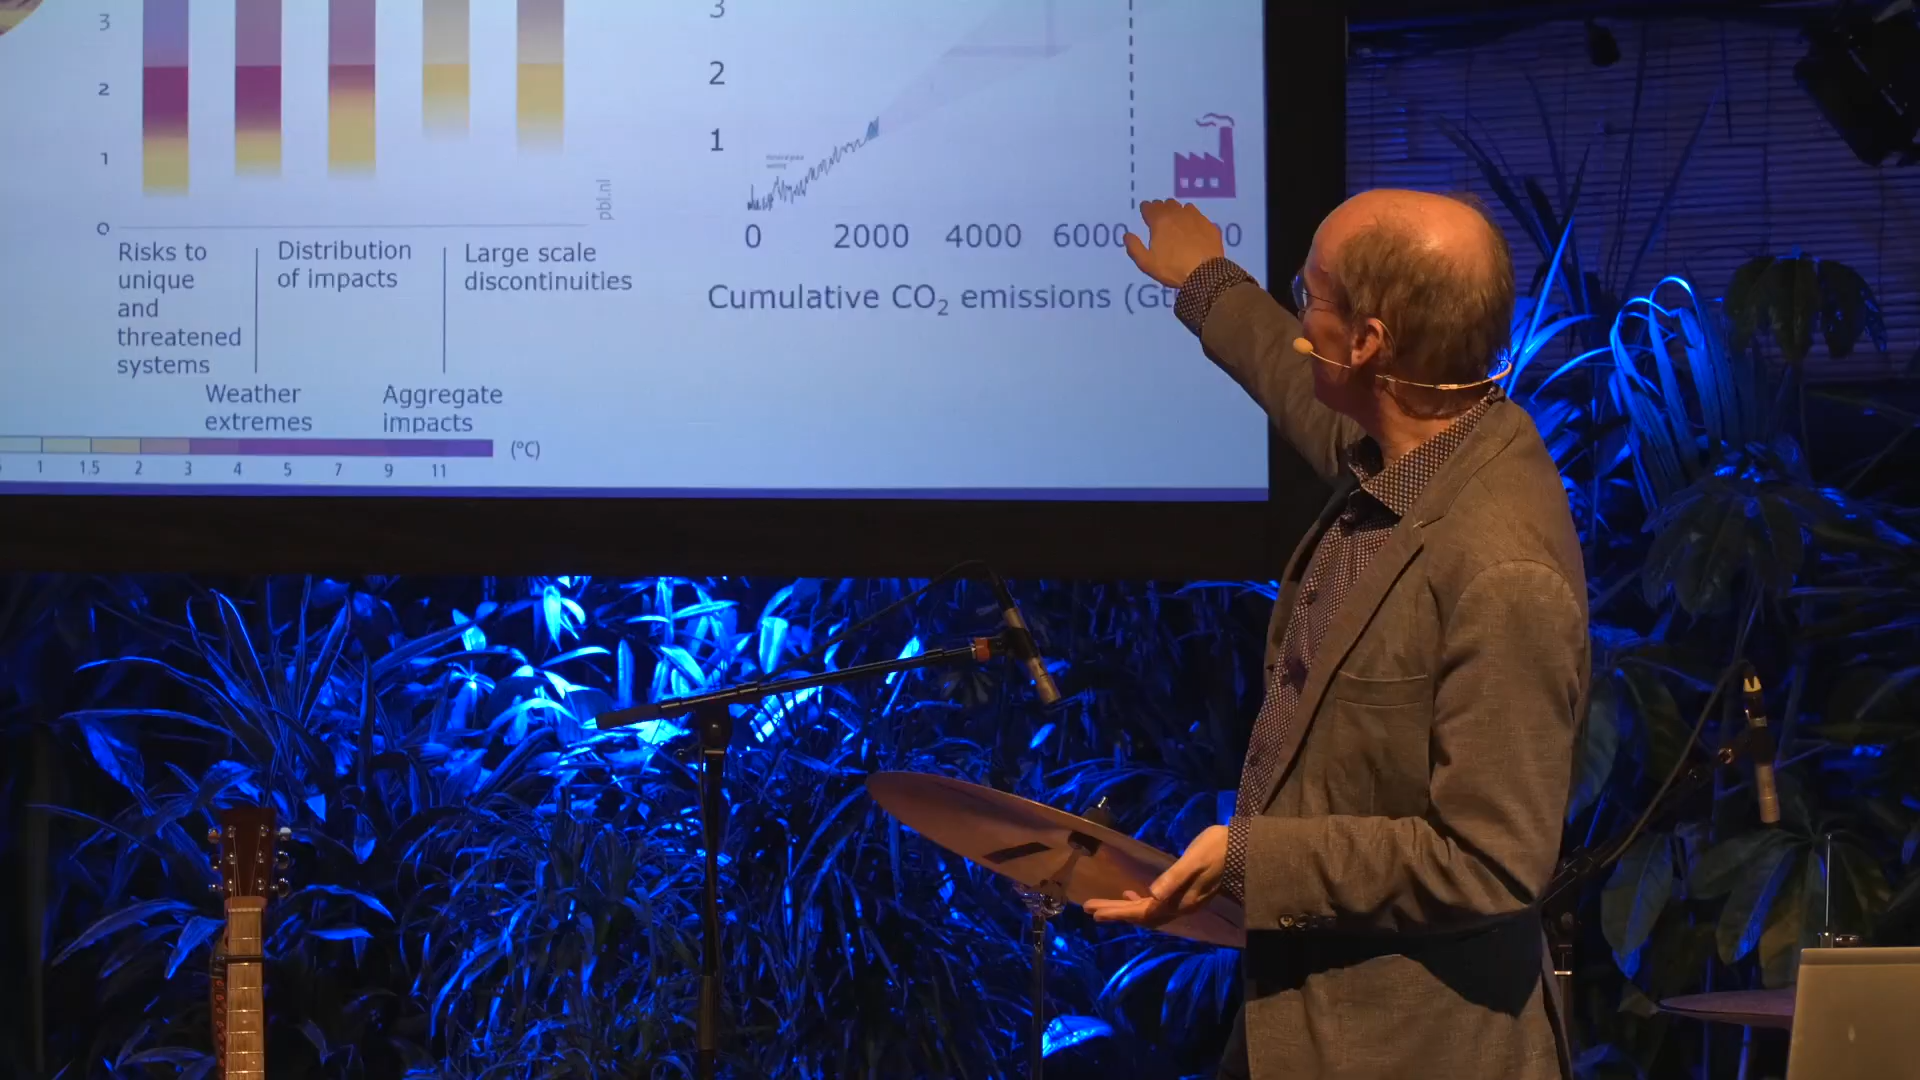 3
2
1
0
Risks to
unique
and
threatened
systems
Distribution
of impacts
Large scale
discontinuities
Weather
extremes
Aggregate
impacts
1 1.5 2 3 4 5 7 9 11 (°C)
pbl.nl
3
2
1
0 2000 4000 6000
Cumulative CO2 emissions (Gt